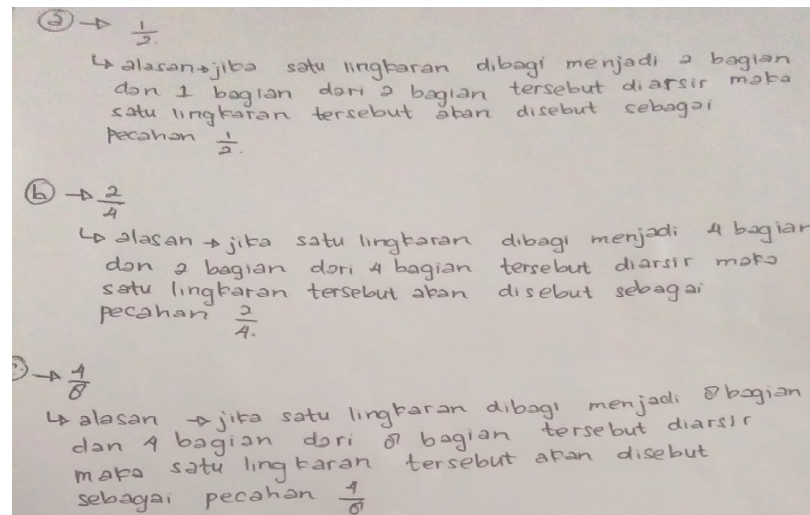 (a) → 1/2.
↳ alasan → jika satu lingkaran dibagi menjadi 2 bagian
dan 1 bagian dari 2 bagian tersebut diarsir maka
satu lingkaran tersebut akan disebut sebagai
pecahan 1/2.
(b) → 2/4
↳ alasan → jika satu lingkaran dibagi menjadi 4 bagian
dan 2 bagian dari 4 bagian tersebut diarsir maka
satu lingkaran tersebut akan disebut sebagai
pecahan 2/4.
→ 4/8
↳ alasan → jika satu lingkaran dibagi menjadi 8 bagian
dan 4 bagian dari 8 bagian tersebut diarsir
maka satu lingkaran tersebut akan disebut
sebagai pecahan 4/8